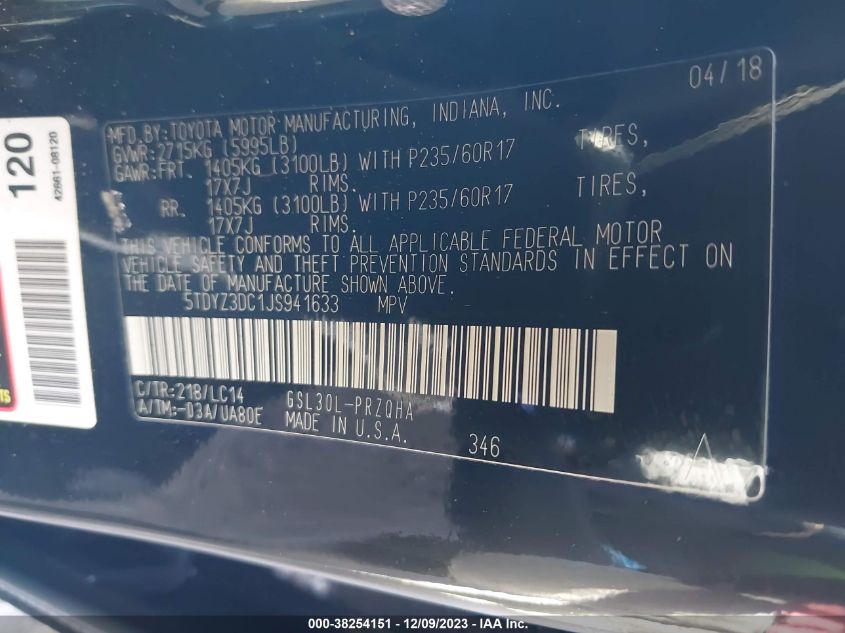 120
42661-08120
TS
04/18
MFD.BY:TOYOTA MOTOR MANUFACTURING, INDIANA, INC.
GVWR:2715KG (5995LB)
GAWR:FRT. 1405KG (3100LB) WITH P235/60R17 TYRES,
17X7J RIMS.
RR. 1405KG (3100LB) WITH P235/60R17 TIRES,
17X7J RIMS.
THIS VEHICLE CONFORMS TO ALL APPLICABLE FEDERAL MOTOR
VEHICLE SAFETY AND THEFT PREVENTION STANDARDS IN EFFECT ON
THE DATE OF MANUFACTURE SHOWN ABOVE.
5TDYZ3DC1JS941633 MPV
C/TR:218/LC14 GSL30L-PRZQHA
A/TM:-03A/UA80E MADE IN U.S.A. 346
000-38254151 - 12/09/2023 - IAA Inc.